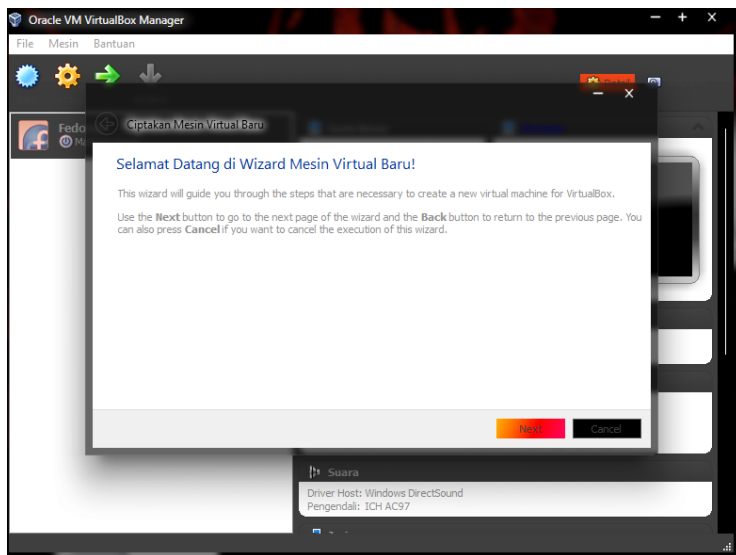 Oracle VM VirtualBox Manager
File Mesin Bantuan
Detail
Fedo
Ciptakan Mesin Virtual Baru
Selamat Datang di Wizard Mesin Virtual Baru!
This wizard will guide you through the steps that are necessary to create a new virtual machine for VirtualBox.
Use the Next button to go to the next page of the wizard and the Back button to return to the previous page. You
can also press Cancel if you want to cancel the execution of this wizard.
Next Cancel
Suara
Driver Host: Windows DirectSound
Pengendali: ICH AC97